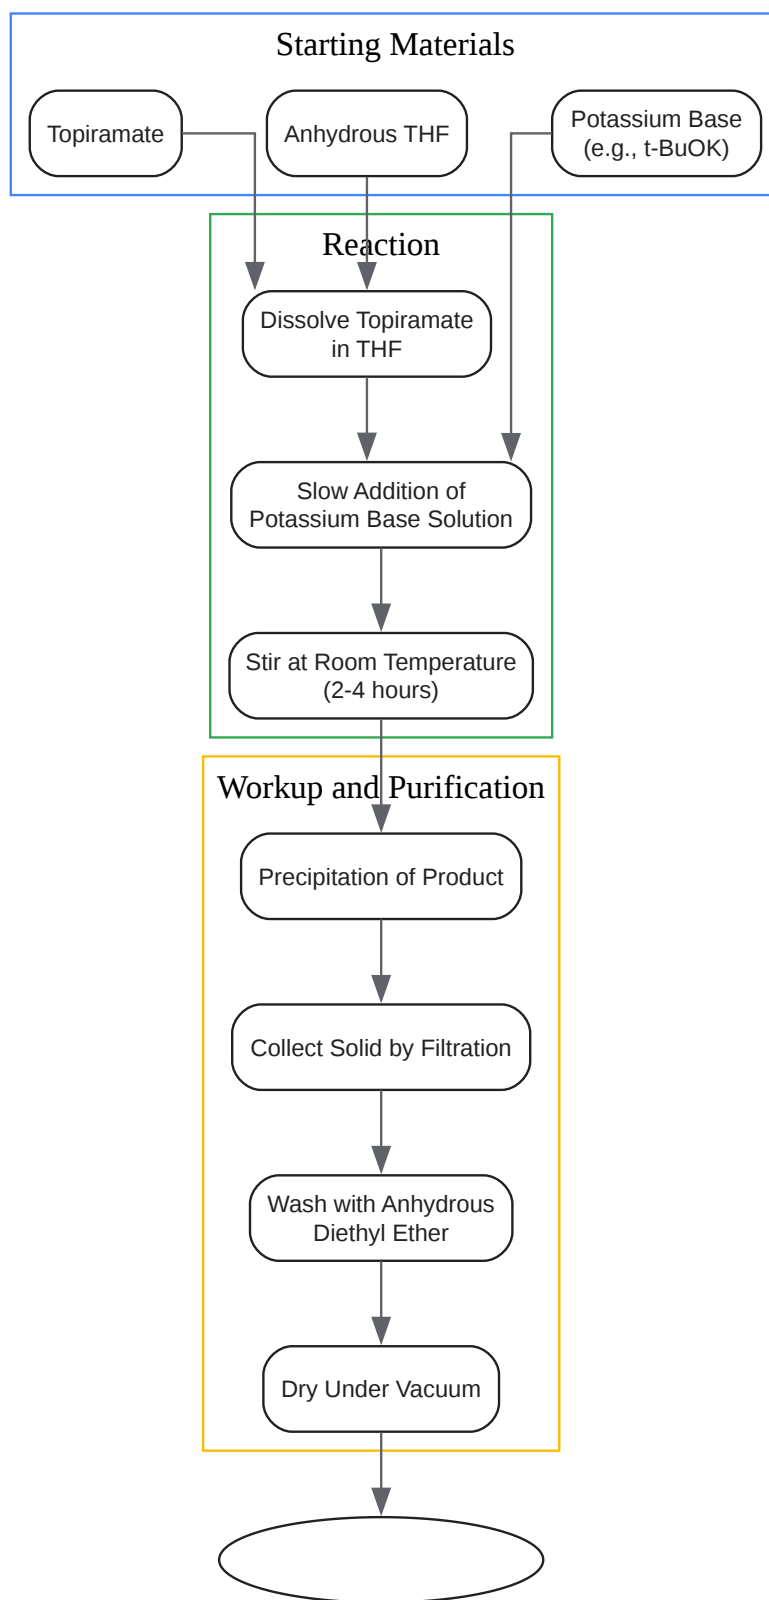 Starting Materials
Topiramate
Anhydrous THF
Potassium Base
(e.g., t-BuOK)
Reaction
Dissolve Topiramate
in THF
Slow Addition of
Potassium Base Solution
Stir at Room Temperature
(2-4 hours)
Workup and Purification
Precipitation of Product
Collect Solid by Filtration
Wash with Anhydrous
Diethyl Ether
Dry Under Vacuum